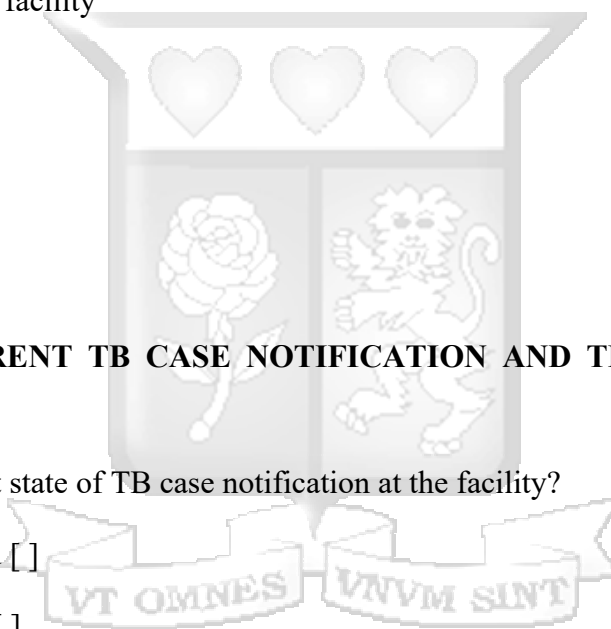 facility
RENT TB CASE NOTIFICATION AND
state of TB case notification at the facility?
[ ]
VT OMNES VNVM SINT
]